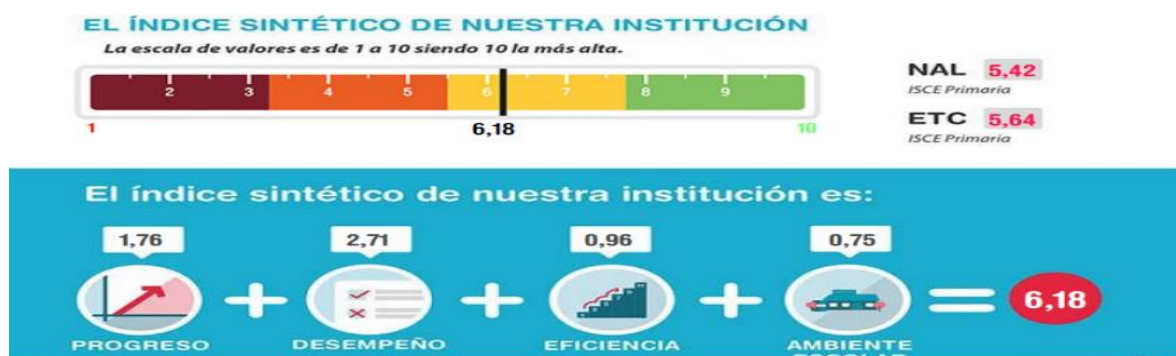 EL ÍNDICE SINTÉTICO DE NUESTRA INSTITUCIÓN
La escala de valores es de 1 a 10 siendo 10 la más alta.
2 3 4 5 6 7 8 9
1 6,18 10
NAL 5,42
ISCE Primaria
ETC 5,64
ISCE Primaria
El índice sintético de nuestra institución es:
1,76 2,71 0,96 0,75
+ + + = 6,18
PROGRESO DESEMPEÑO EFICIENCIA AMBIENTE
ESCOLAR